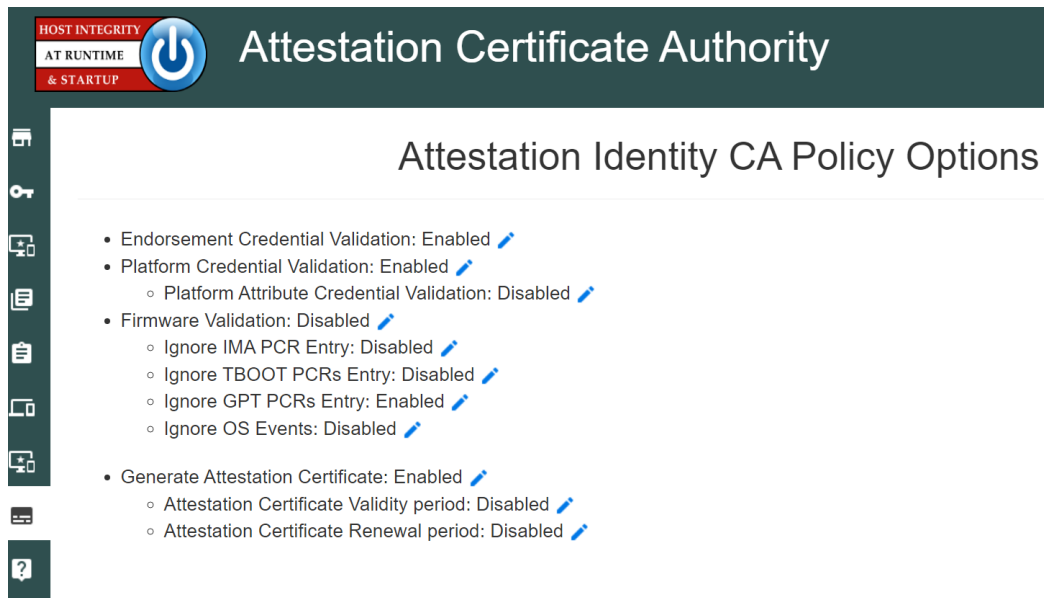 HOST INTEGRITY
AT RUNTIME
& STARTUP
Attestation Certificate Authority
Attestation Identity CA Policy Options
Endorsement Credential Validation: Enabled
Platform Credential Validation: Enabled
Platform Attribute Credential Validation: Disabled
Firmware Validation: Disabled
Ignore IMA PCR Entry: Disabled
Ignore TBOOT PCRs Entry: Disabled
Ignore GPT PCRs Entry: Enabled
Ignore OS Events: Disabled
Generate Attestation Certificate: Enabled
Attestation Certificate Validity period: Disabled
Attestation Certificate Renewal period: Disabled